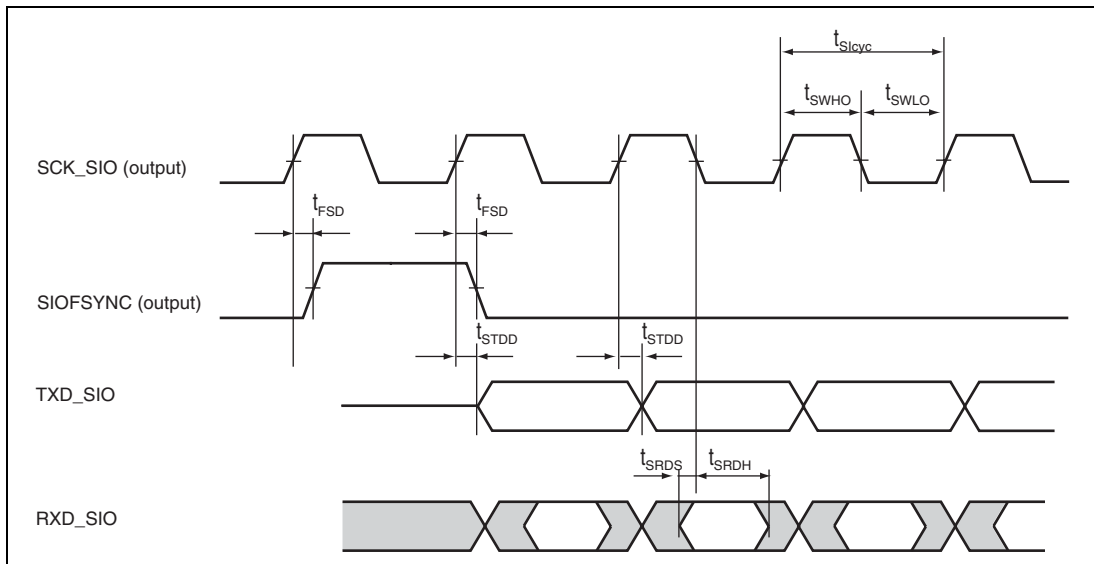 tSIcyc
tSWHO tSWLO
SCK_SIO (output)
tFSD tFSD
SIOFSYNC (output)
tSTDD tSTDD
TXD_SIO
tSRDS tSRDH
RXD_SIO